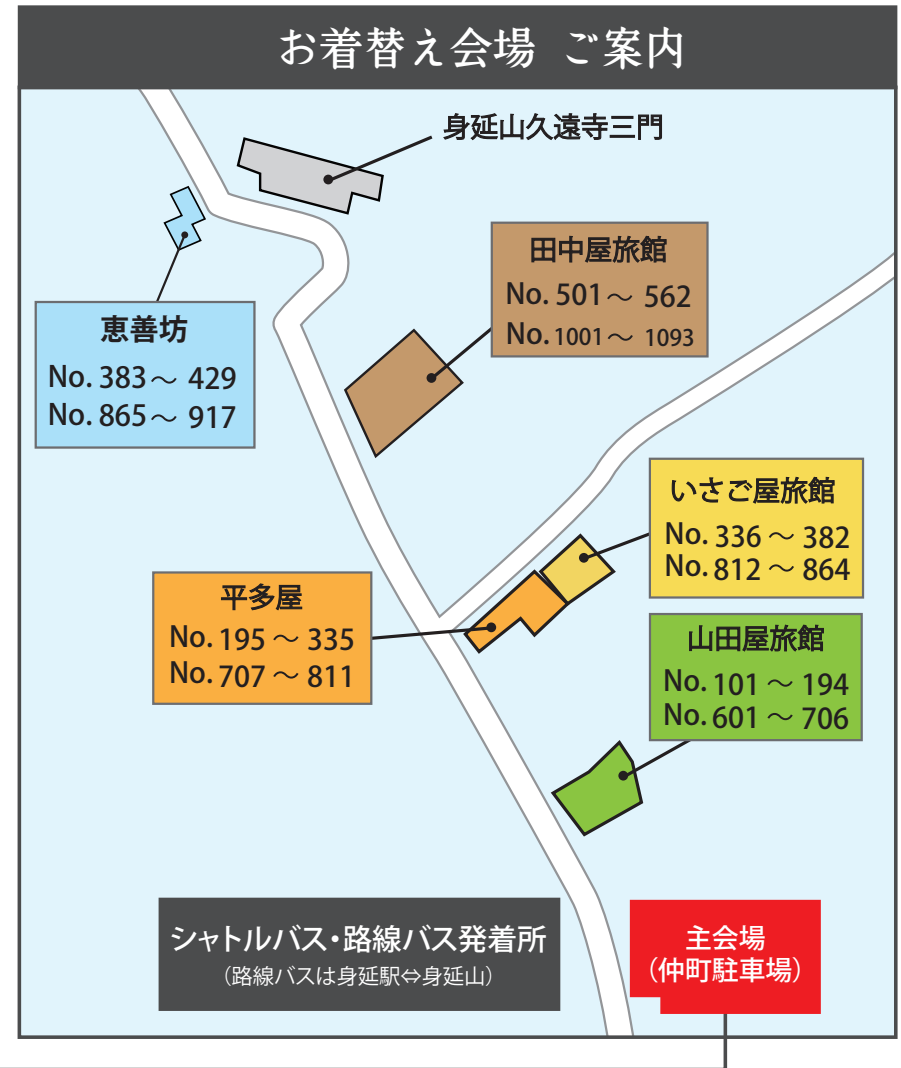 お着替え会場 ご案内
身延山久遠寺三門
田中屋旅館
No. 501～ 562
No. 1001～ 1093
恵善坊
No. 383～ 429
No. 865～ 917
いさご屋旅館
No. 336～ 382
No. 812～ 864
平多屋
No. 195～ 335
No. 707～ 811
山田屋旅館
No. 101～ 194
No. 601～ 706
シャトルバス・路線バス発着所
（路線バスは身延駅⇔身延山）
主会場
（仲町駐車場）